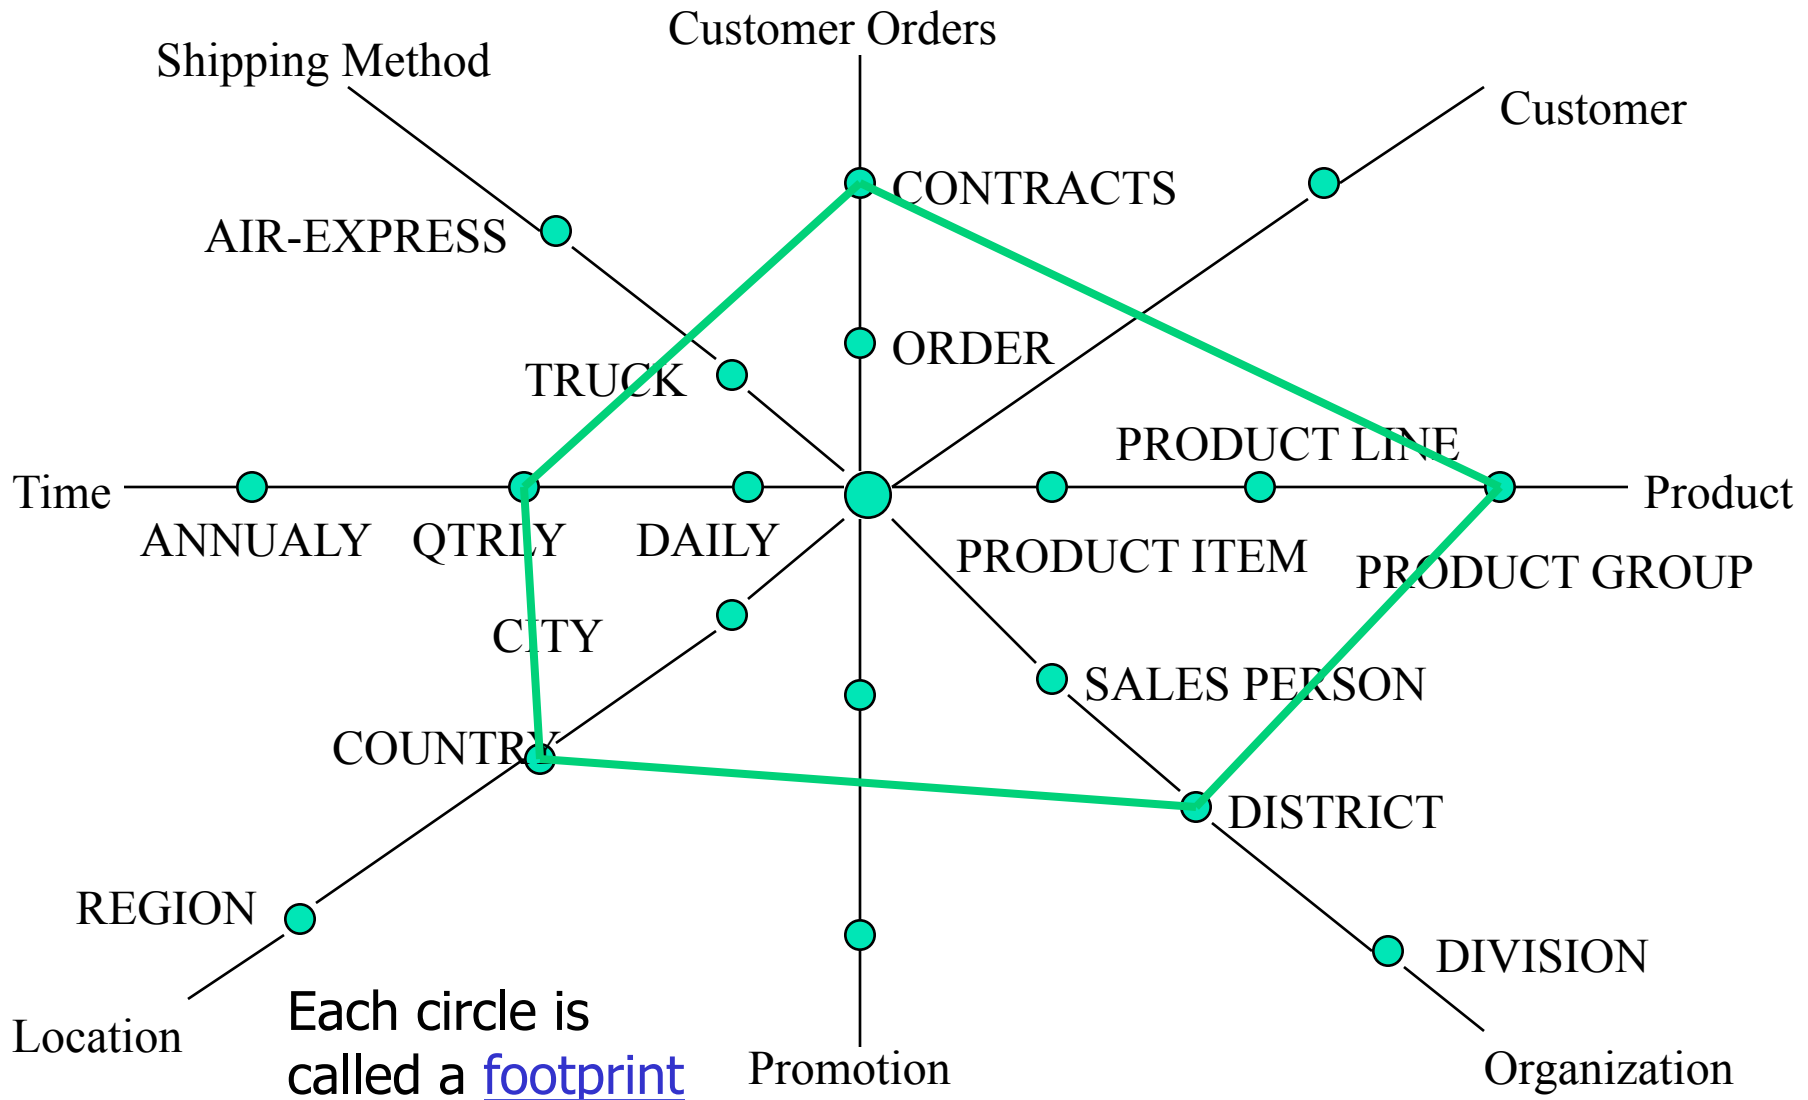 Customer Orders
Shipping Method
Customer
CONTRACTS
AIR-EXPRESS
ORDER
TRUCK
PRODUCT LINE
Time
Product
ANNUALY
QTRLY
DAILY
PRODUCT ITEM
PRODUCT GROUP
CITY
SALES PERSON
COUNTRY
DISTRICT
REGION
DIVISION
Location
Each circle is
called a footprint
Promotion
Organization